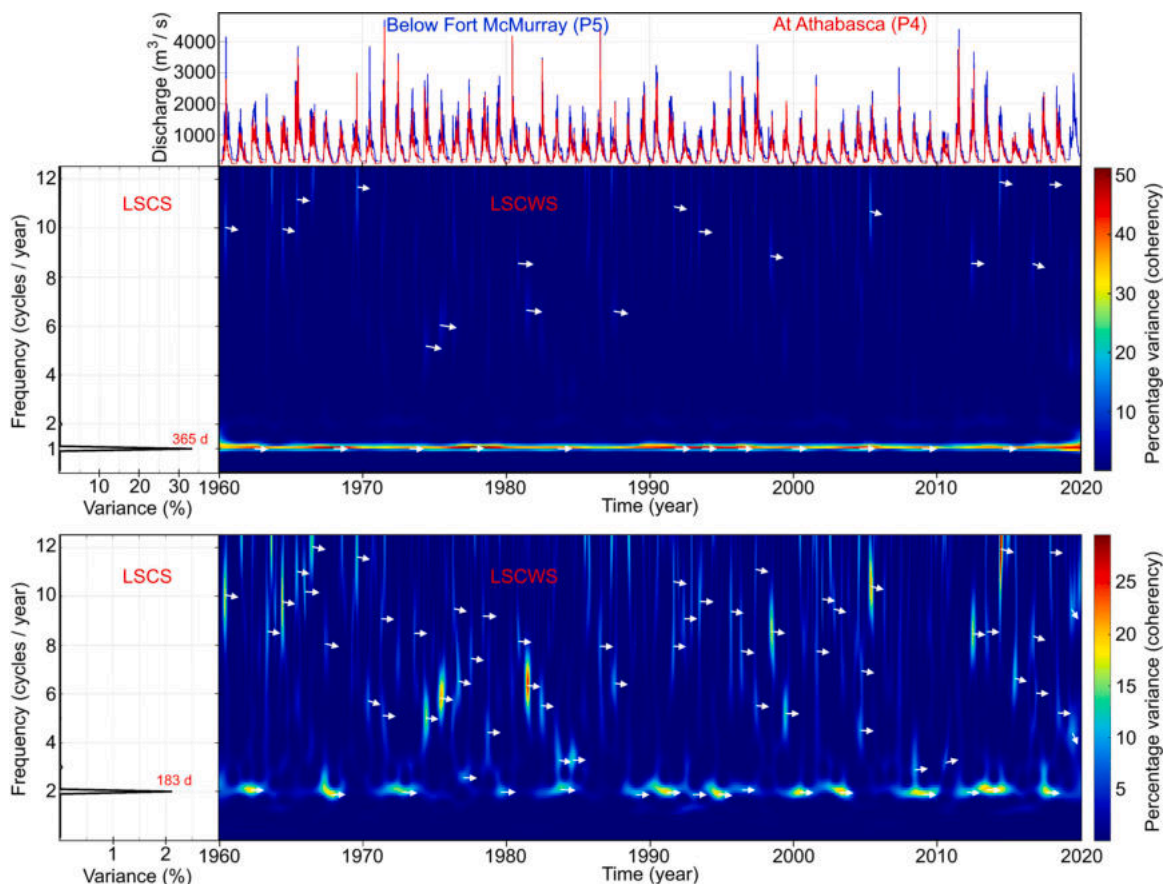 Below Fort McMurray (P5) At Athabasca (P4)
Discharge (m³/ s)
4000
3000
2000
1000
Frequency (cycles / year)
12
10
8
6
4
2
1
LSCS
365 d
10 20 30
Variance (%)
LSCWS
1960 1970 1980 1990 2000 2010 2020
Time (year)
50
40
30
20
10
Percentage variance (coherency)
Frequency (cycles / year)
12
10
8
6
4
2
LSCS
183 d
1 2
Variance (%)
LSCWS
1960 1970 1980 1990 2000 2010 2020
Time (year)
25
20
15
10
5
Percentage variance (coherency)